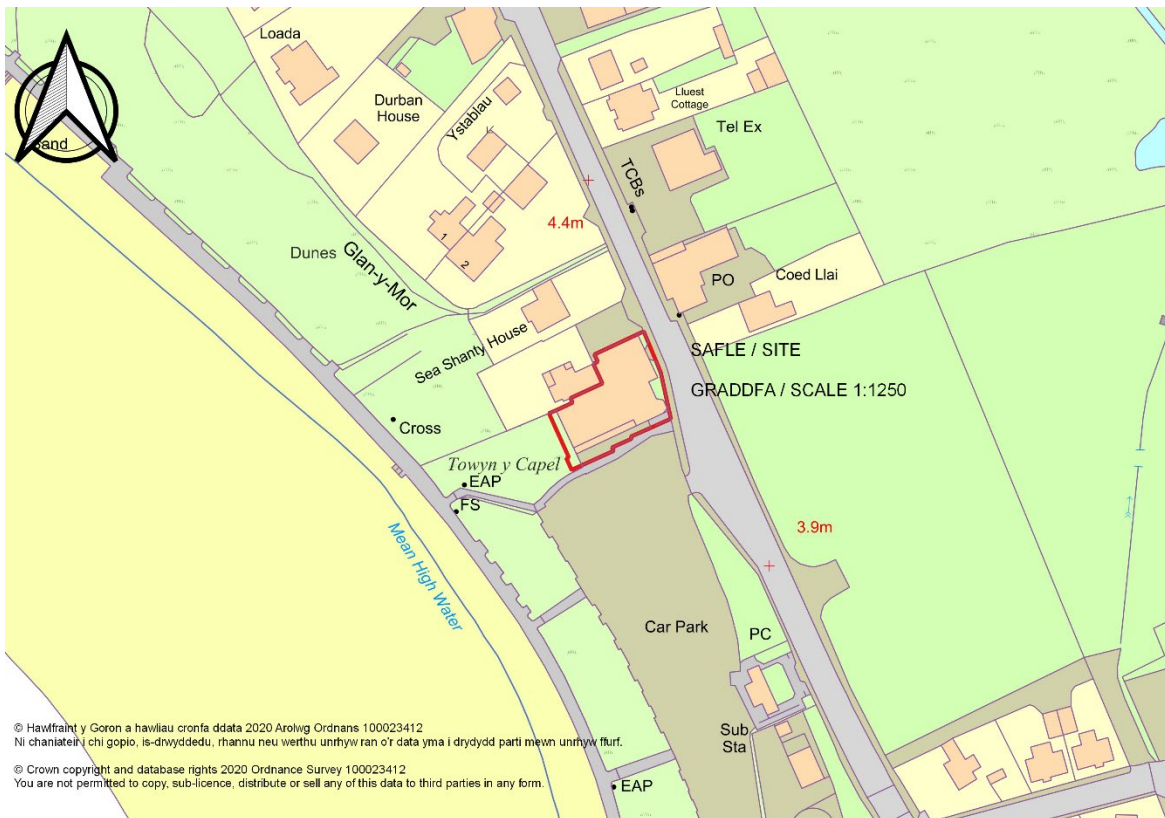 Loada
Durban
House
Ystablau
Lluest
Cottage
Tel Ex
TCBs
Sand
4.4m
1
2
Dunes
Glan-y-Mor
PO
Coed Llai
Sea Shanty House
SAFLE / SITE
GRADDFA / SCALE 1:1250
Cross
Towyn y Capel
EAP
FS
Mean High Water
3.9m
Car Park
PC
Sub
Sta
EAP
© Hawlfraint y Goron a hawliau cronfa ddata 2020 Arolwg Ordnans 100023412
Ni chaniateir i chi gopio, is-drwyddedu, rhannu neu werthu unrhyw ran o'r data yma i drydydd parti mewn unrhyw ffurf.
© Crown copyright and database rights 2020 Ordnance Survey 100023412
You are not permitted to copy, sub-licence, distribute or sell any of this data to third parties in any form.